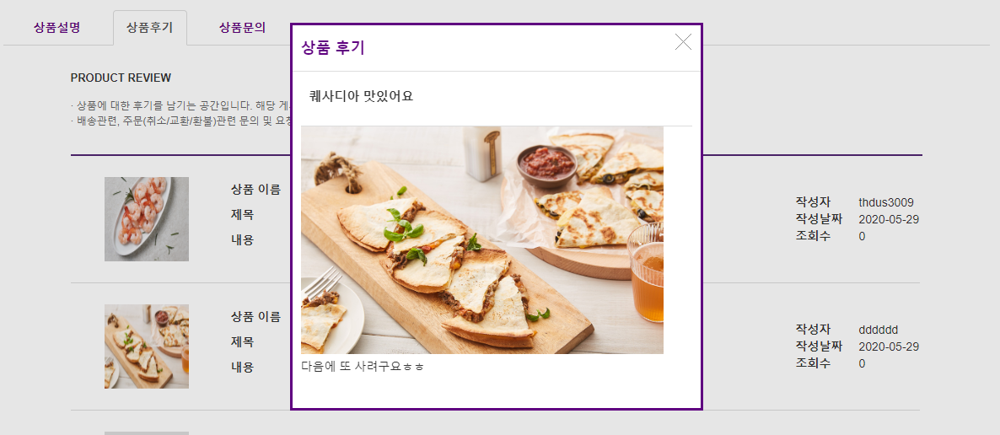 상품설명 상품후기 상품문의
PRODUCT REVIEW
· 상품에 대한 후기를 남기는 공간입니다. 해당
· 배송관련, 주문(취소/교환/환불)관련 문의 및
상품 이름
제목
내용
작성자 thdus3009
작성날짜 2020-05-29
조회수 0
상품 이름
제목
내용
작성자 dddddd
작성날짜 2020-05-29
조회수 0
상품 후기
퀘사디아 맛있어요
다음에 또 사려구요ㅎㅎ